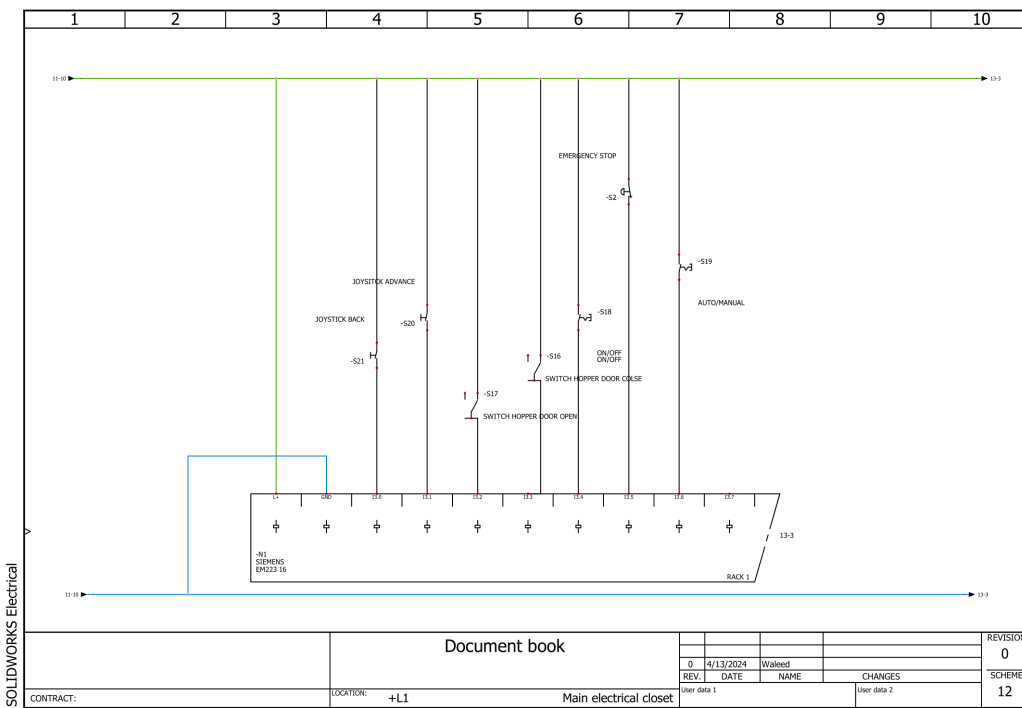 1 2 3 4 5 6 7 8 9 10
11-10
13-3
EMERGENCY STOP
-S2
-S19
JOYSITCK ADVANCE
AUTO/MANUAL
-S18
JOYSTICK BACK
-S20
-S21
-S16
ON/OFF
ON/OFF
SWITCH HOPPER DOOR COLSE
-S17
SWITCH HOPPER DOOR OPEN
L+ GND I3.0 I3.1 I3.2 I3.3 I3.4 I3.5 I3.6 I3.7
13-3
-N1
SIEMENS
EM223 16
RACK 1
11-10
13-3
SOLIDWORKS Electrical
Document book
REVISION
0
0 4/13/2024 Waleed
REV. DATE NAME CHANGES
SCHEME
12
CONTRACT:
LOCATION:
+L1
Main electrical closet
User data 1
User data 2